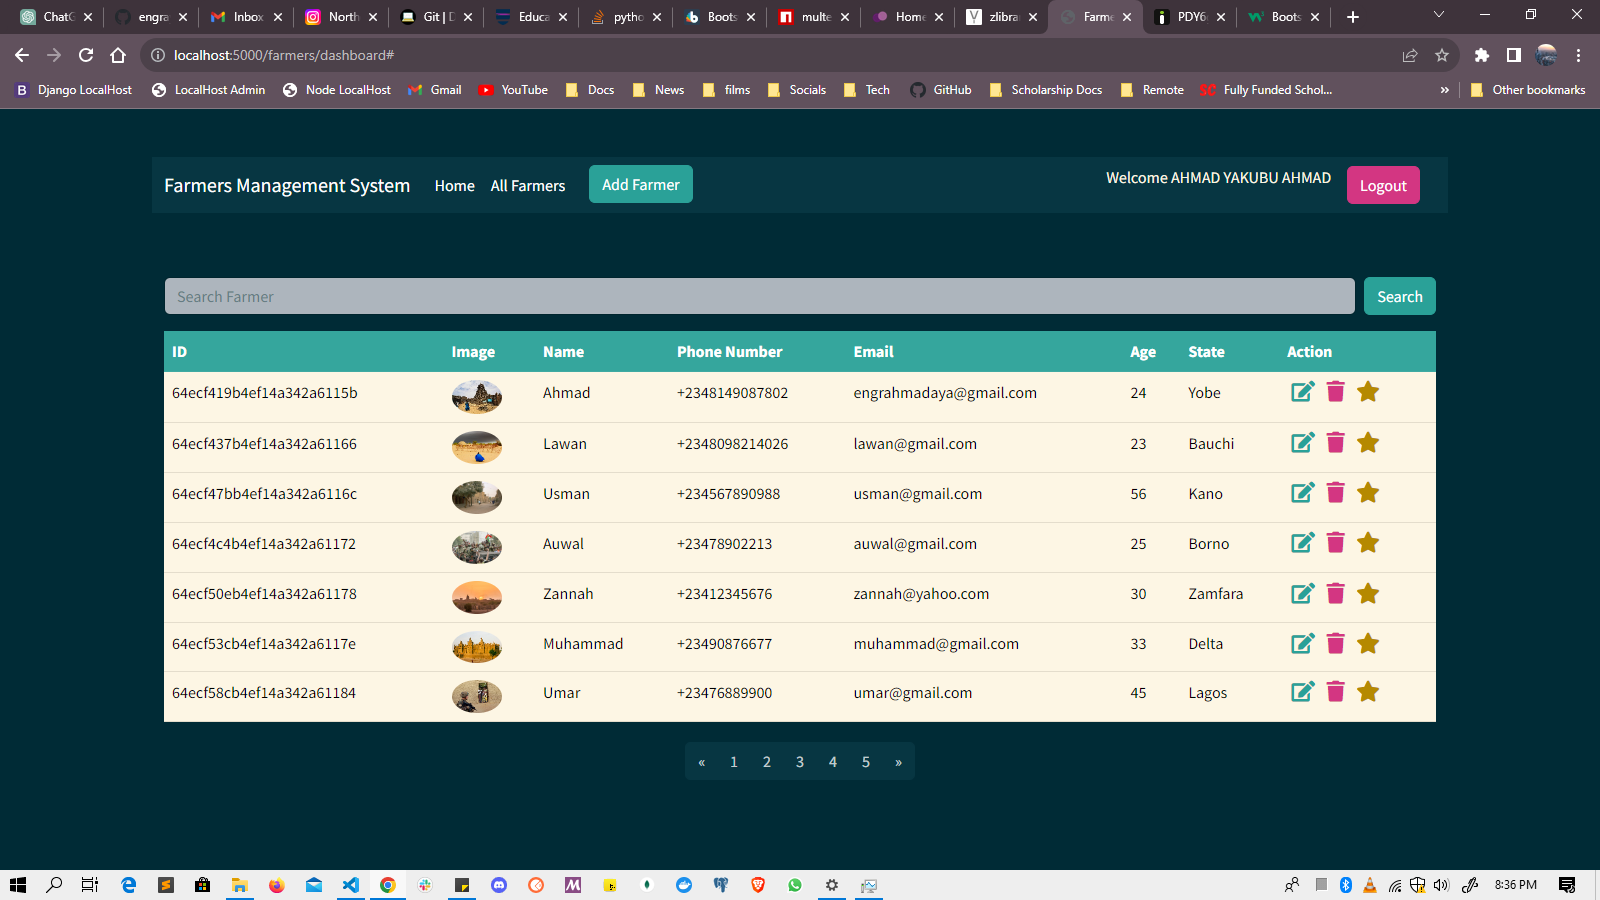 ChatG
engra
Inbox
North
Git | D
Educa
pytho
Boots
multe
Home
zlibra
Farme
PDY6
Boots
localhost:5000/farmers/dashboard#
Django LocalHost
LocalHost Admin
Node LocalHost
Gmail
YouTube
Docs
News
films
Socials
Tech
GitHub
Scholarship Docs
Remote
Fully Funded Schol...
»
Other bookmarks
Farmers Management System
Home
All Farmers
Add Farmer
Welcome AHMAD YAKUBU AHMAD
Logout
Search Farmer
Search
ID Image Name Phone Number Email Age State Action
64ecf419b4ef14a342a6115b Ahmad +2348149087802 engrahmadaya@gmail.com 24 Yobe
64ecf437b4ef14a342a61166 Lawan +2348098214026 lawan@gmail.com 23 Bauchi
64ecf47bb4ef14a342a6116c Usman +234567890988 usman@gmail.com 56 Kano
64ecf4c4b4ef14a342a61172 Auwal +23478902213 auwal@gmail.com 25 Borno
64ecf50eb4ef14a342a61178 Zannah +23412345676 zannah@yahoo.com 30 Zamfara
64ecf53cb4ef14a342a6117e Muhammad +23490876677 muhammad@gmail.com 33 Delta
64ecf58cb4ef14a342a61184 Umar +23476889900 umar@gmail.com 45 Lagos
« 1 2 3 4 5 »
8:36 PM